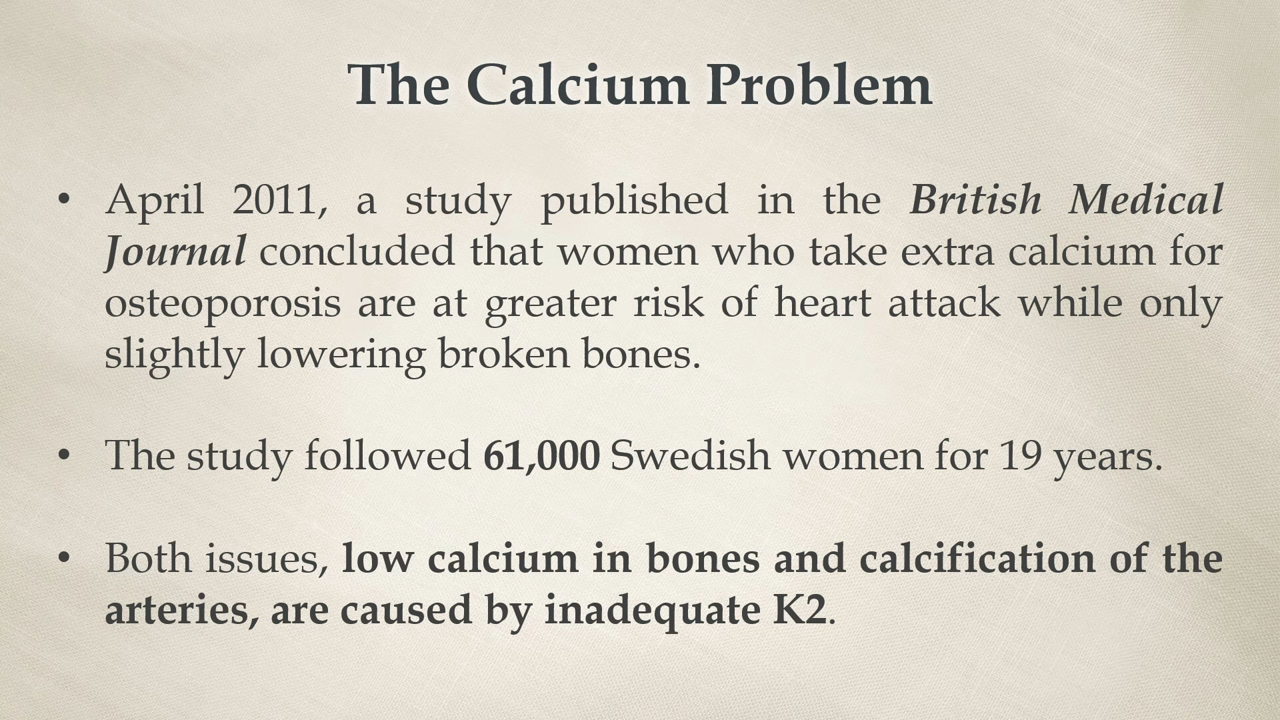 The Calcium Problem
• April 2011, a study published in the British Medical
Journal concluded that women who take extra calcium for
osteoporosis are at greater risk of heart attack while only
slightly lowering broken bones.
• The study followed 61,000 Swedish women for 19 years.
• Both issues, low calcium in bones and calcification of the
arteries, are caused by inadequate K2.